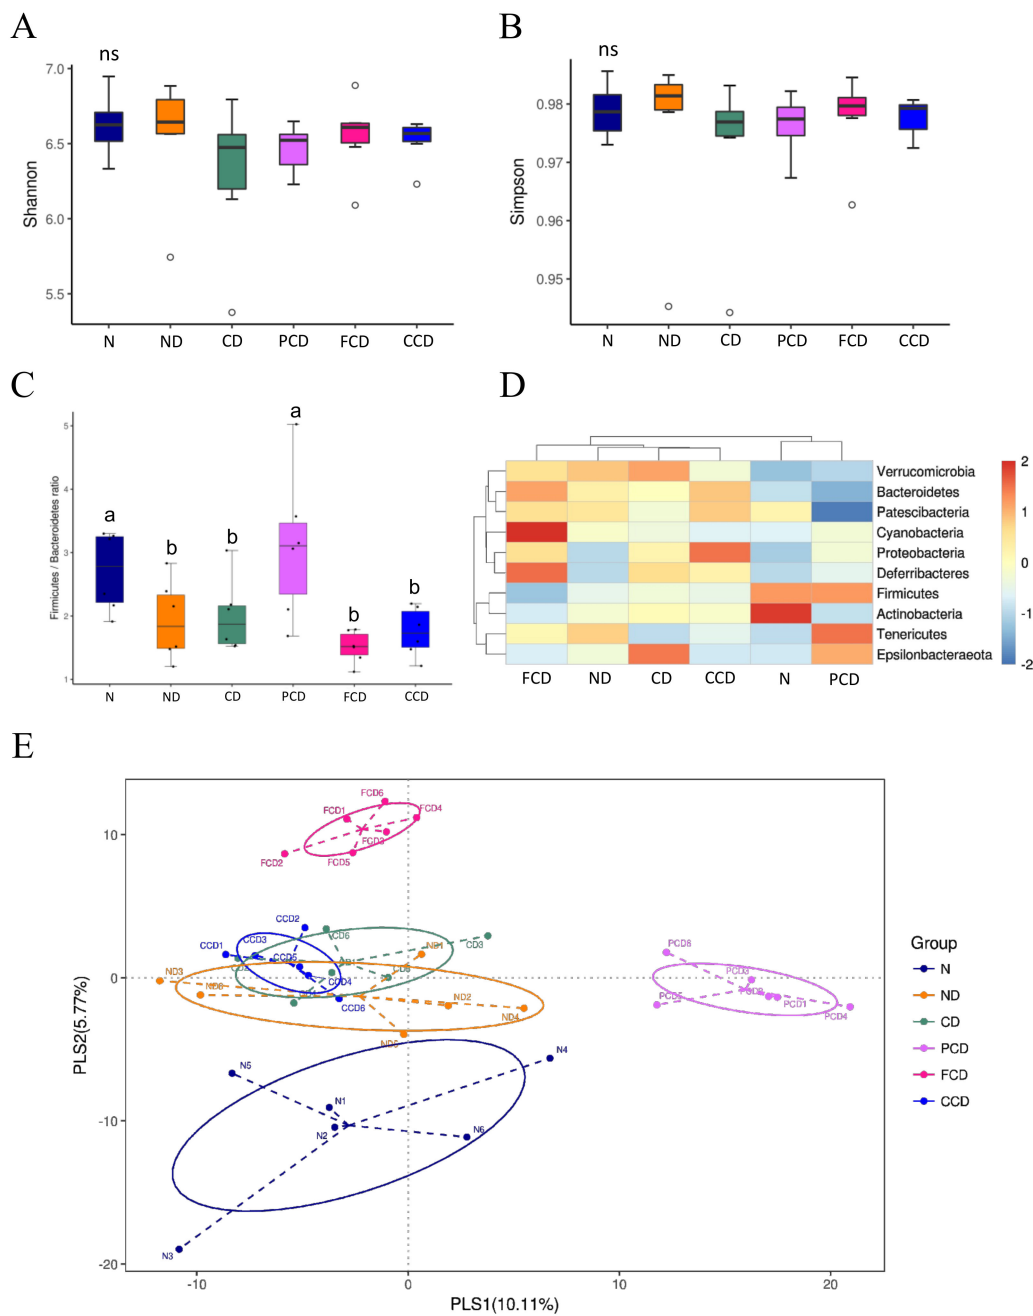 A
B
ns
ns
7.0
6.5
6.0
5.5
Shannon
N ND CD PCD FCD CCD
0.98
0.97
0.96
0.95
Simpson
N ND CD PCD FCD CCD
C
D
a
a
b
b
b
b
5
4
3
2
1
Firmicutes / Bacteroidetes ratio
N ND CD PCD FCD CCD
Verrucomicrobia
Bacteroidetes
Patescibacteria
Cyanobacteria
Proteobacteria
Deferribacteres
Firmicutes
Actinobacteria
Tenericutes
Epsilonbacteraeota
FCD ND CD CCD N PCD
2
1
0
-1
-2
E
FCD6
FCD1
FCD4
FCD3
FCD5
FCD2
CCD2
CCD1
CCD3
CD6
CD3
ND1
CCD5
CCD4
ND3
CCD6
ND2
ND4
ND5
PCD3
PCD1
PCD4
N5
N4
N1
N2
N6
N3
10
0
-10
-20
PLS2(5.77%)
-10 0 10 20
PLS1(10.11%)
Group
N
ND
CD
PCD
FCD
CCD